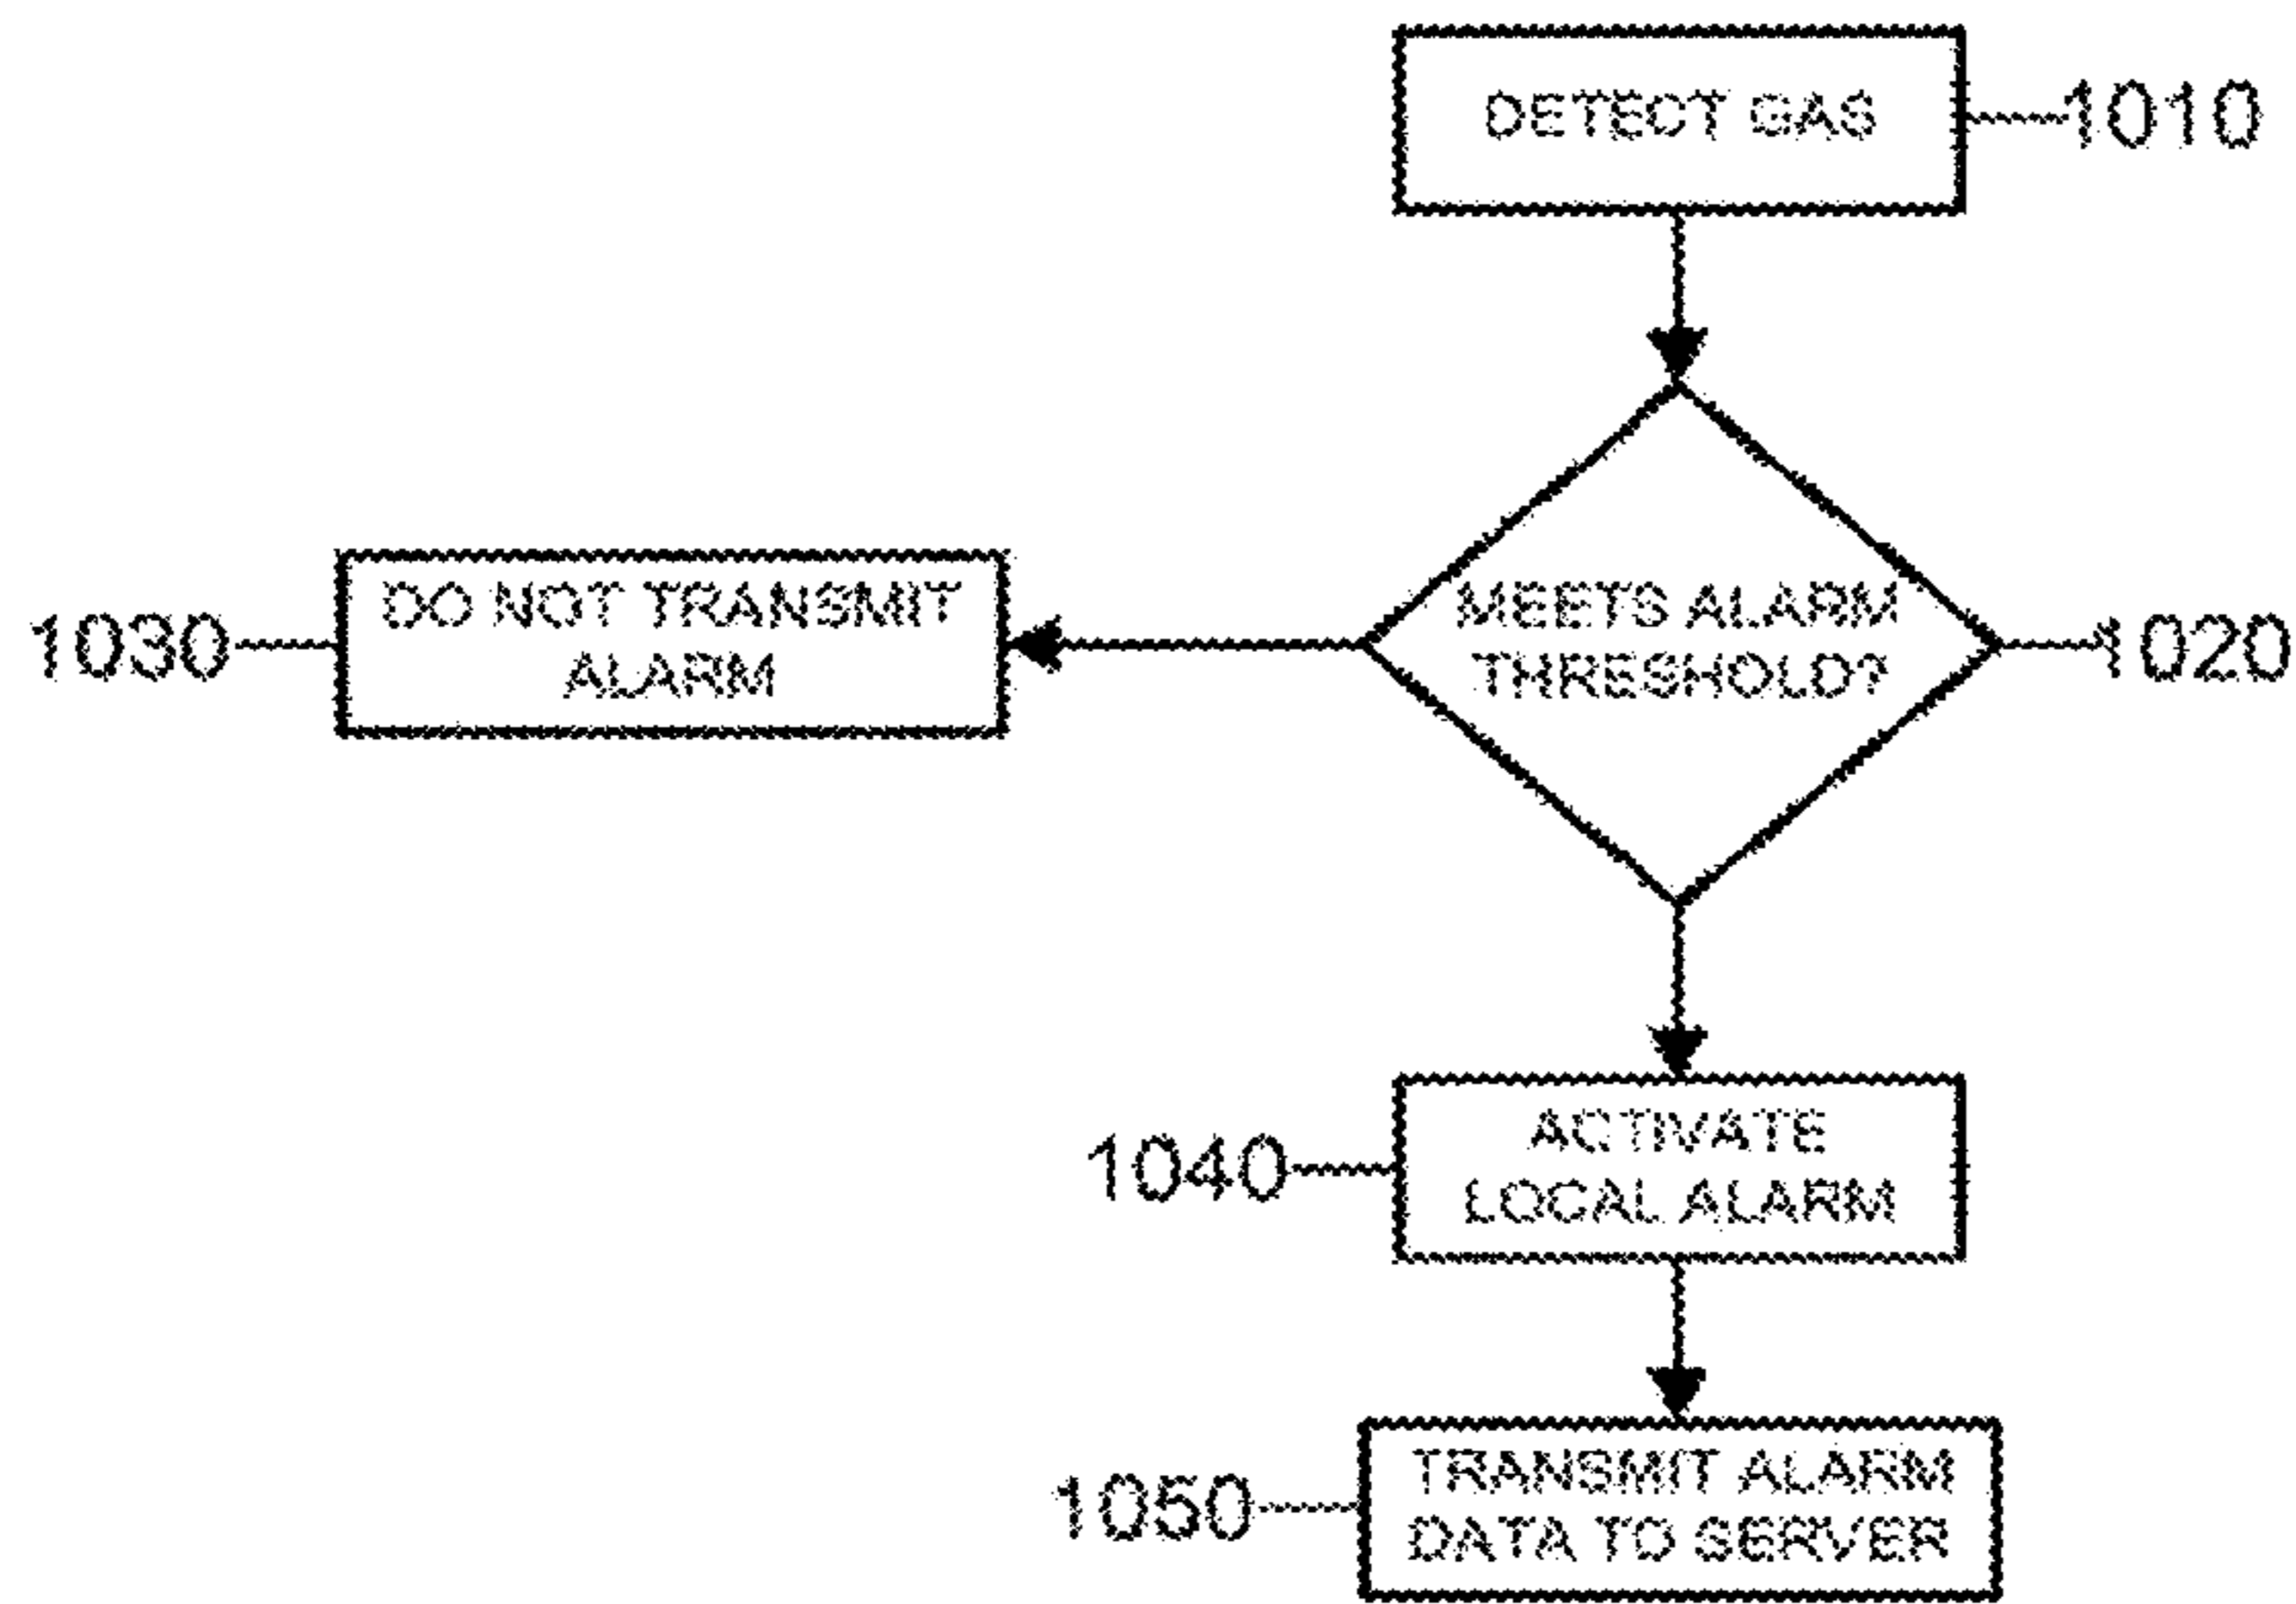 DETECT GAS
1010
MEETS ALARM
THRESHOLD?
1020
DO NOT TRANSMIT
ALARM
1030
ACTIVATE
LOCAL ALARM
1040
TRANSMIT ALARM
DATA TO SERVER
1050